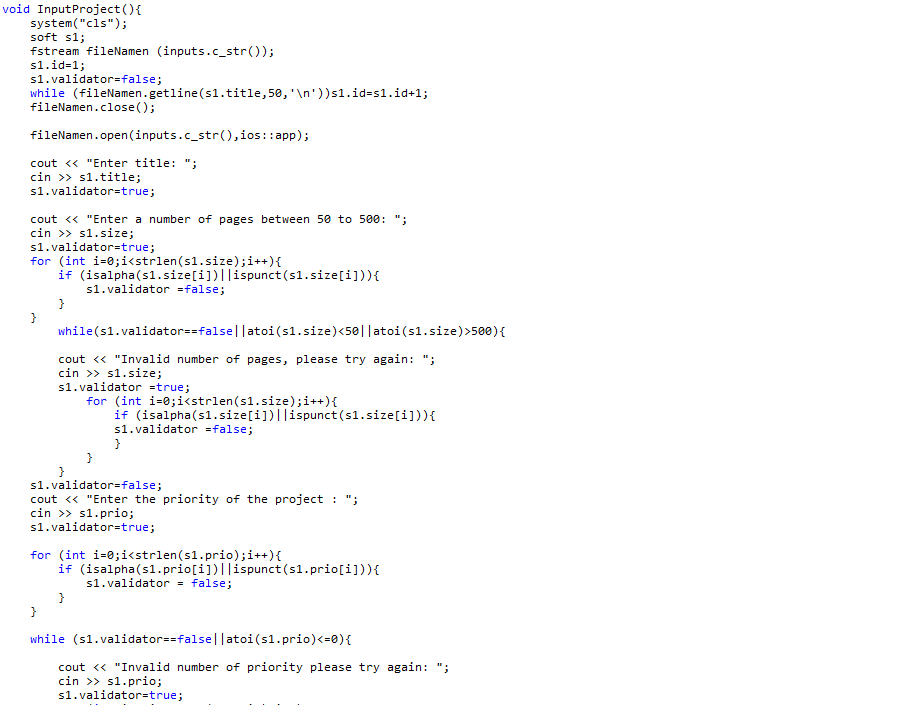 void InputProject(){
system("cls");
soft s1;
fstream fileNamen (inputs.c_str());
s1.id=1;
s1.validator=false;
while (fileNamen.getline(s1.title,50,'\n'))s1.id=s1.id+1;
fileNamen.close();
fileNamen.open(inputs.c_str(),ios::app);
cout << "Enter title: ";
cin >> s1.title;
s1.validator=true;
cout << "Enter a number of pages between 50 to 500: ";
cin >> s1.size;
s1.validator=true;
for (int i=0;i<strlen(s1.size);i++){
if (isalpha(s1.size[i])||ispunct(s1.size[i])){
s1.validator =false;
}
}
while(s1.validator==false||atoi(s1.size)<50||atoi(s1.size)>500){
cout << "Invalid number of pages, please try again: ";
cin >> s1.size;
s1.validator =true;
for (int i=0;i<strlen(s1.size);i++){
if (isalpha(s1.size[i])||ispunct(s1.size[i])){
s1.validator =false;
}
}
}
s1.validator=false;
cout << "Enter the priority of the project : ";
cin >> s1.prio;
s1.validator=true;
for (int i=0;i<strlen(s1.prio);i++){
if (isalpha(s1.prio[i])||ispunct(s1.prio[i])){
s1.validator = false;
}
}
while (s1.validator==false||atoi(s1.prio)<=0){
cout << "Invalid number of priority please try again: ";
cin >> s1.prio;
s1.validator=true;